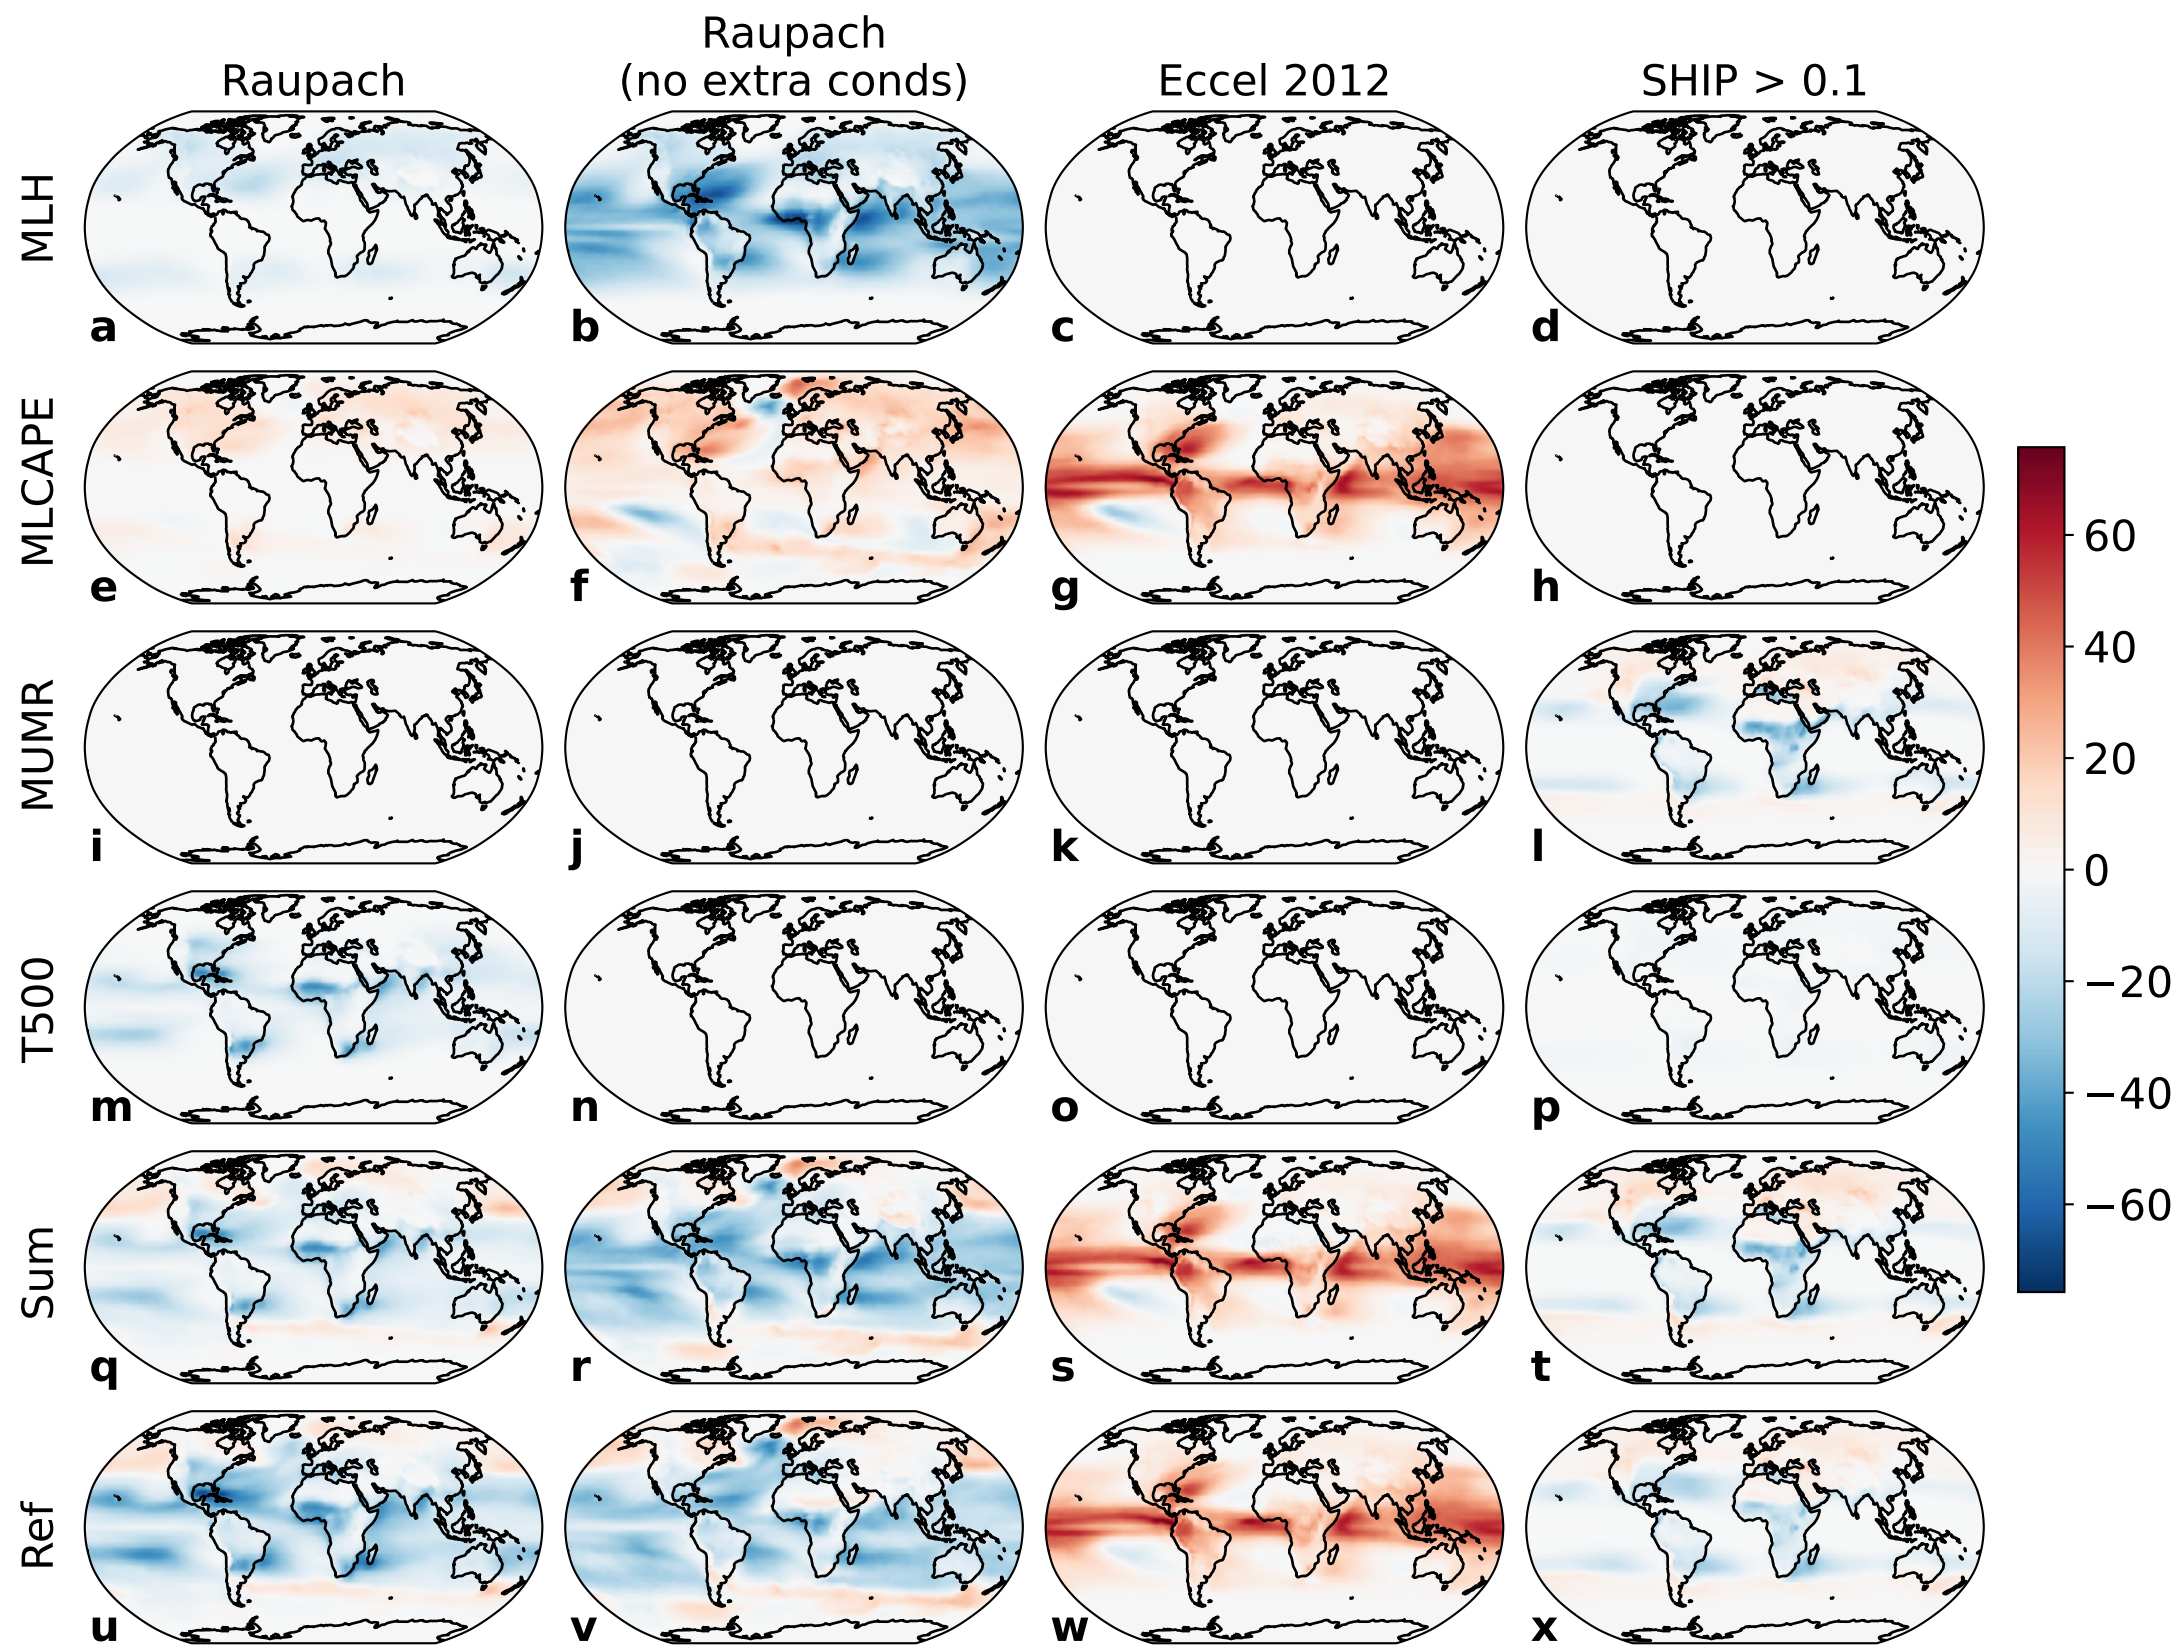 Raupach
Raupach
(no extra conds)
Eccel 2012
SHIP > 0.1
MLH
a
b
c
d
MLCAPE
e
f
g
h
MUMR
i
j
k
l
T500
m
n
o
p
Sum
q
r
s
t
Ref
u
v
w
x
60
40
20
0
−20
−40
−60